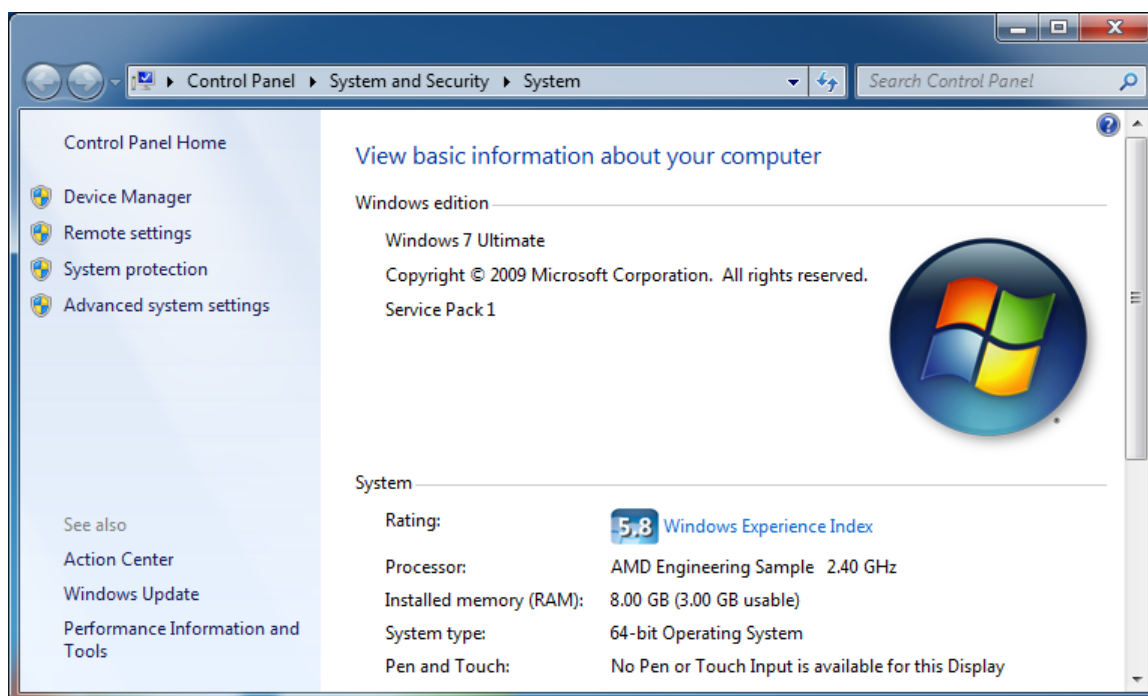 Control Panel ▸ System and Security ▸ System
Search Control Panel
Control Panel Home
Device Manager
Remote settings
System protection
Advanced system settings
See also
Action Center
Windows Update
Performance Information and
Tools
View basic information about your computer
Windows edition
Windows 7 Ultimate
Copyright © 2009 Microsoft Corporation. All rights reserved.
Service Pack 1
System
Rating: 5,8 Windows Experience Index
Processor: AMD Engineering Sample 2.40 GHz
Installed memory (RAM): 8.00 GB (3.00 GB usable)
System type: 64-bit Operating System
Pen and Touch: No Pen or Touch Input is available for this Display